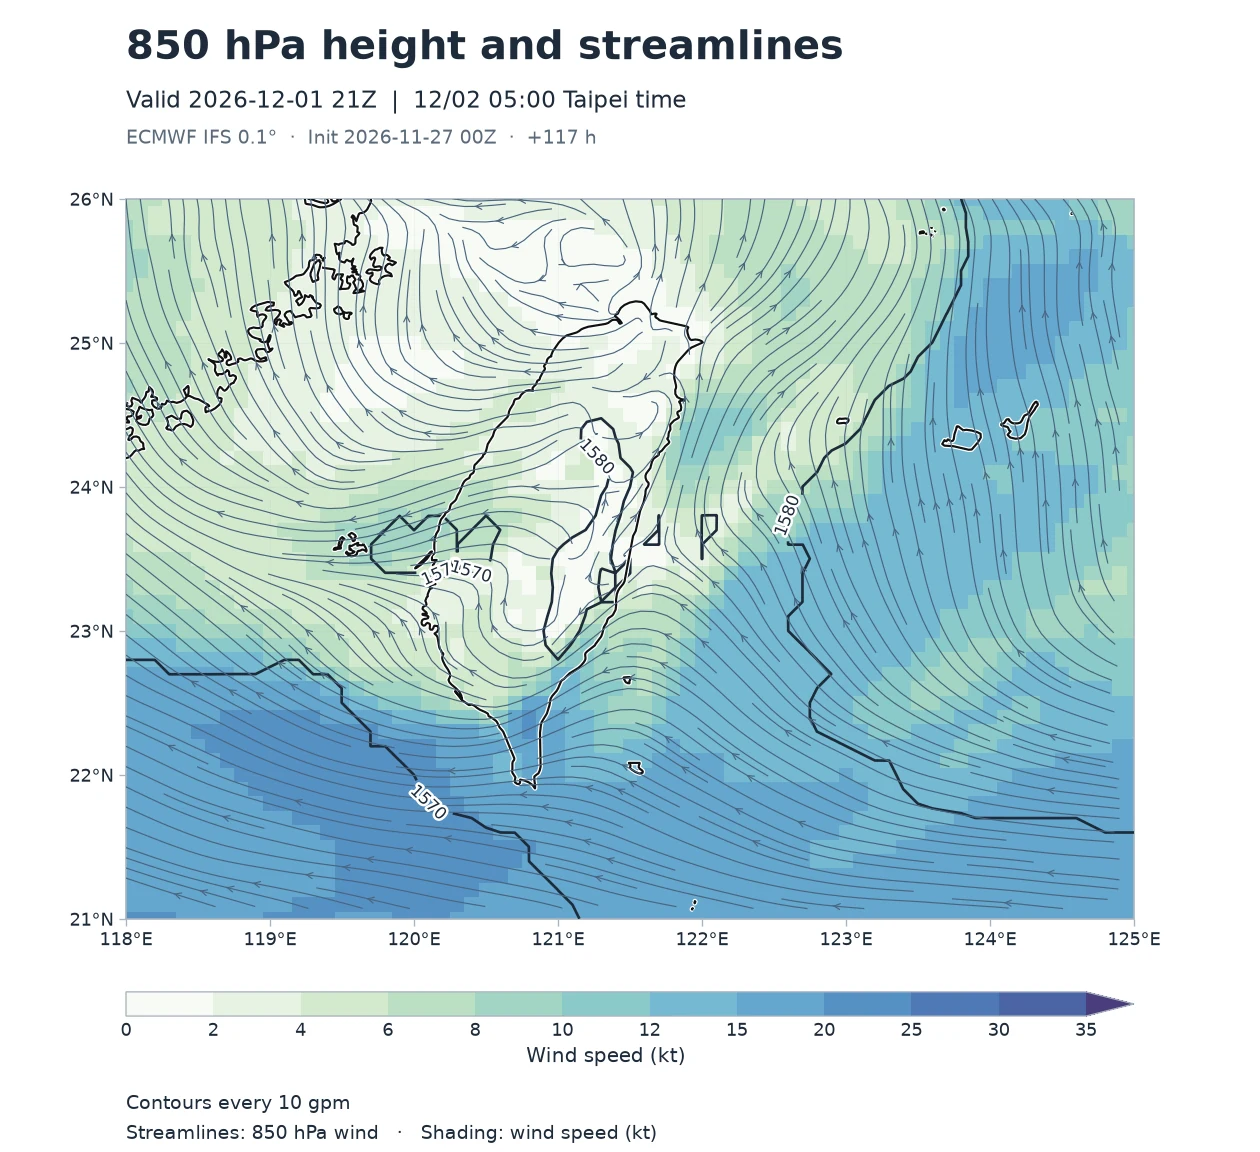 850 hPa height and streamlines
Valid 2026-12-01 21Z | 12/02 05:00 Taipei time
ECMWF IFS 0.1° · Init 2026-11-27 00Z · +117 h
26°N
25°N
1580
24°N
1580
1570
23°N
22°N
1570
21°N
118°E 119°E 120°E 121°E 122°E 123°E 124°E 125°E
0 2 4 6 8 10 12 15 20 25 30 35
Wind speed (kt)
Contours every 10 gpm
Streamlines: 850 hPa wind · Shading: wind speed (kt)